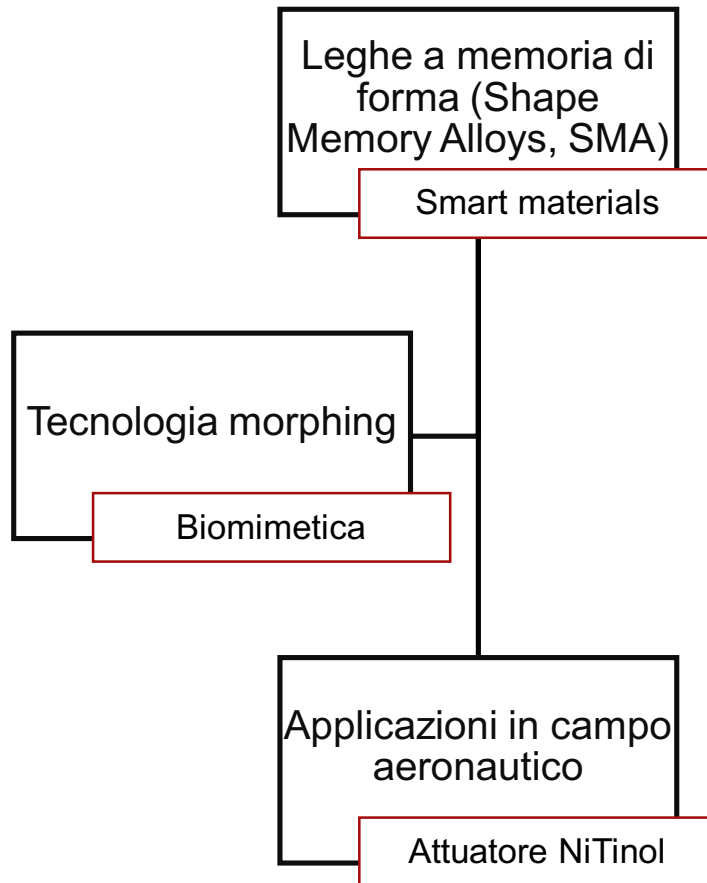 Leghe a memoria di
forma (Shape
Memory Alloys, SMA)
Smart materials
Tecnologia morphing
Biomimetica
Applicazioni in campo
aeronautico
Attuatore NiTinol